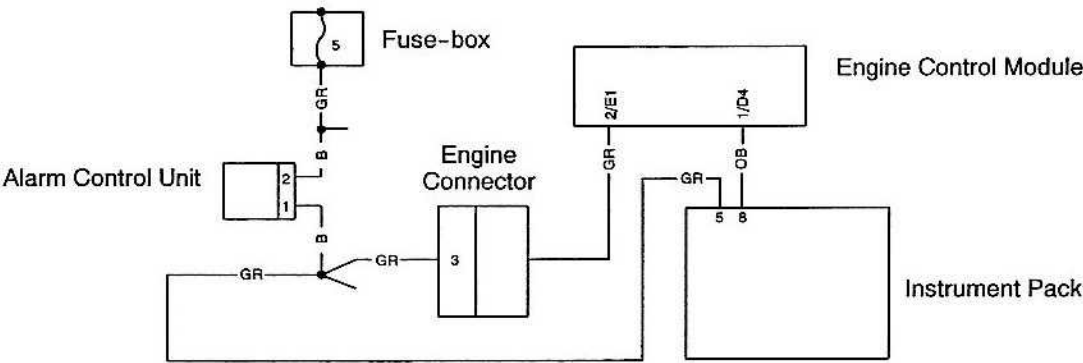 5
Fuse-box
Engine Control Module
2/E1
1/D4
GR
B
GR
OB
Alarm Control Unit
2
1
Engine
Connector
GR
5
8
B
GR
GR
3
Instrument Pack